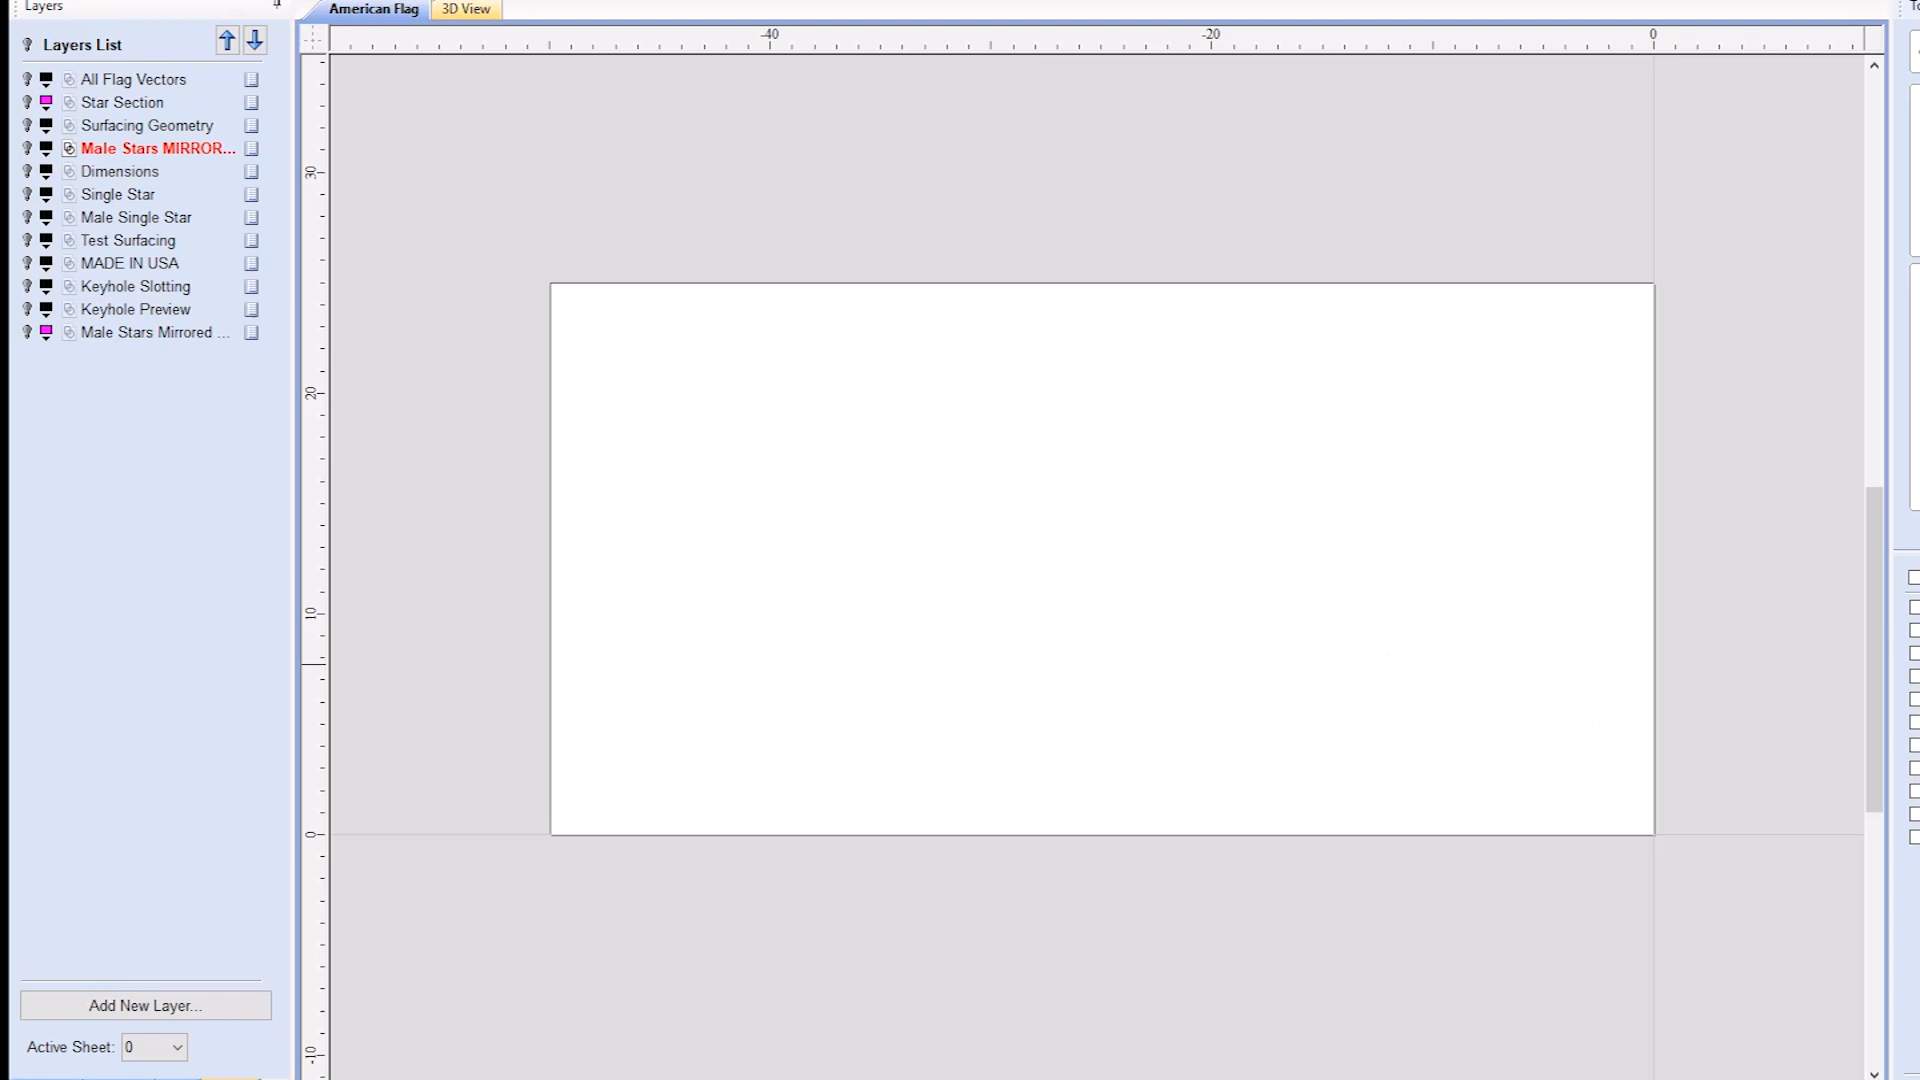 Layers
American Flag
3D View
Layers List
All Flag Vectors
Star Section
Surfacing Geometry
Male Stars MIRROR...
Dimensions
Single Star
Male Single Star
Test Surfacing
MADE IN USA
Keyhole Slotting
Keyhole Preview
Male Stars Mirrored ...
Add New Layer...
Active Sheet: 0
-40
-20
0
30
20
10
0
-10